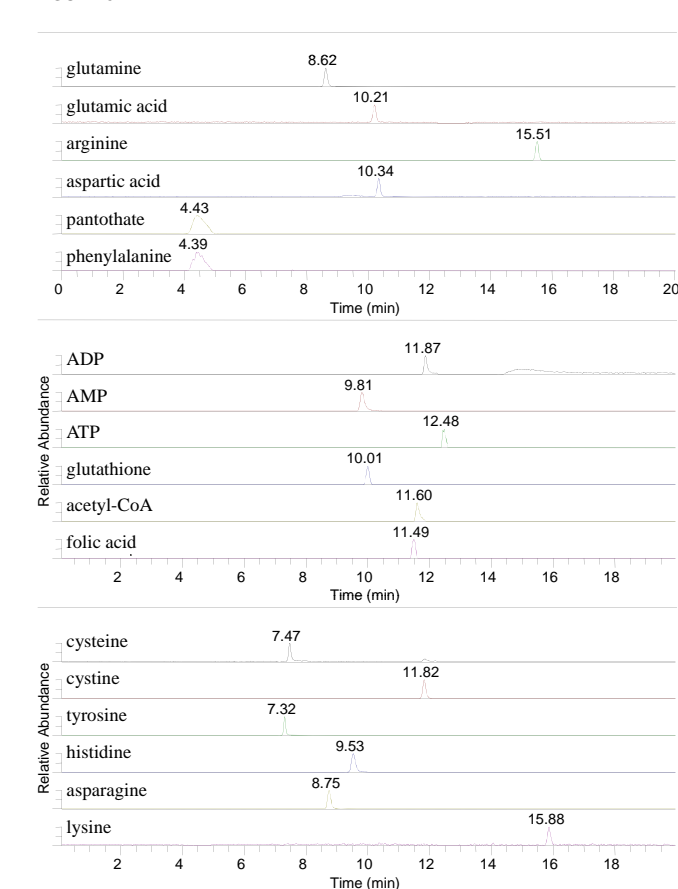 8.62
glutamine
10.21
glutamic acid
15.51
arginine
10.34
aspartic acid
4.43
pantothate
4.39
phenylalanine
0 2 4 6 8 10 12 14 16 18 20
Time (min)
Relative Abundance
11.87
ADP
9.81
AMP
12.48
ATP
10.01
glutathione
11.60
acetyl-CoA
11.49
folic acid
2 4 6 8 10 12 14 16 18
Time (min)
Relative Abundance
7.47
cysteine
11.82
cystine
7.32
tyrosine
9.53
histidine
8.75
asparagine
15.88
lysine
2 4 6 8 10 12 14 16 18
Time (min)